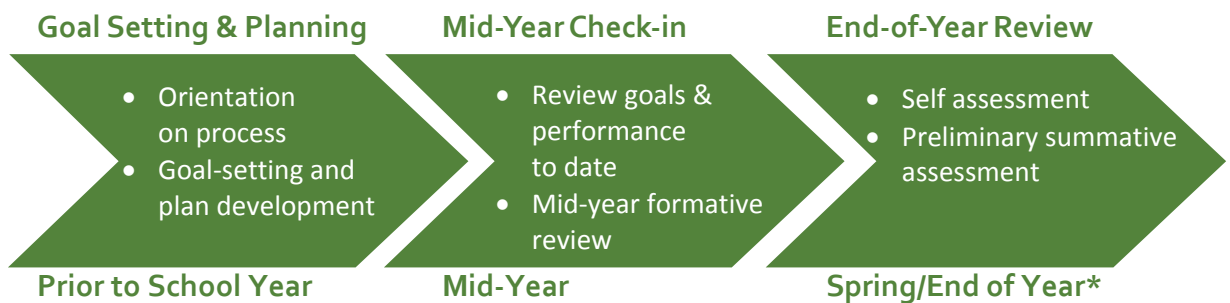 Goal Setting & Planning
• Orientation
on process
• Goal-setting and
plan development
Prior to School Year
Mid-Year Check-in
• Review goals &
performance
to date
• Mid-year formative
review
Mid-Year
End-of-Year Review
• Self assessment
• Preliminary summative
assessment
Spring/End of Year*